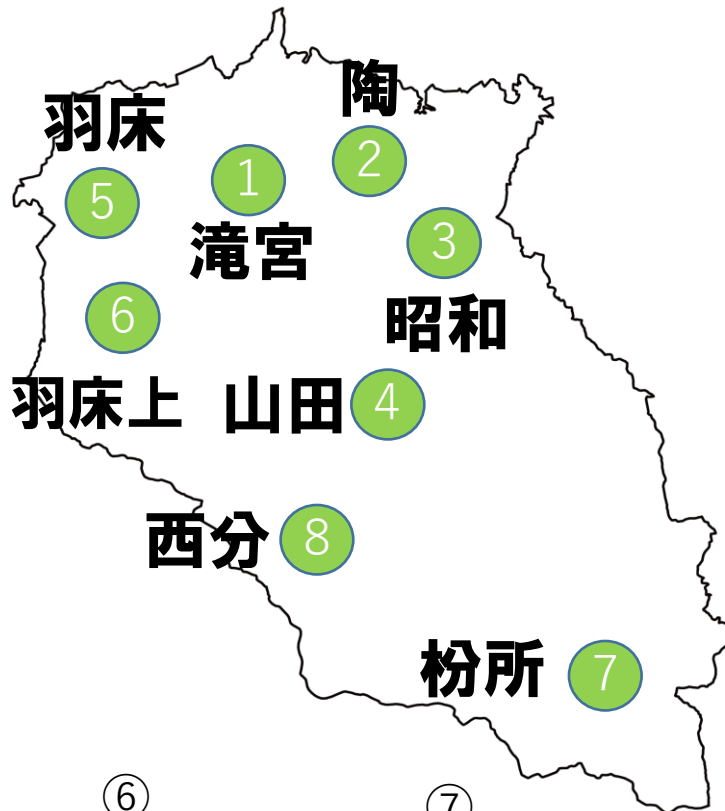 陶
羽床
② 
①
⑤
滝宮
③
⑥
昭和
羽床上
山田
④
西分
⑧
枌所
⑦
⑥
⑦